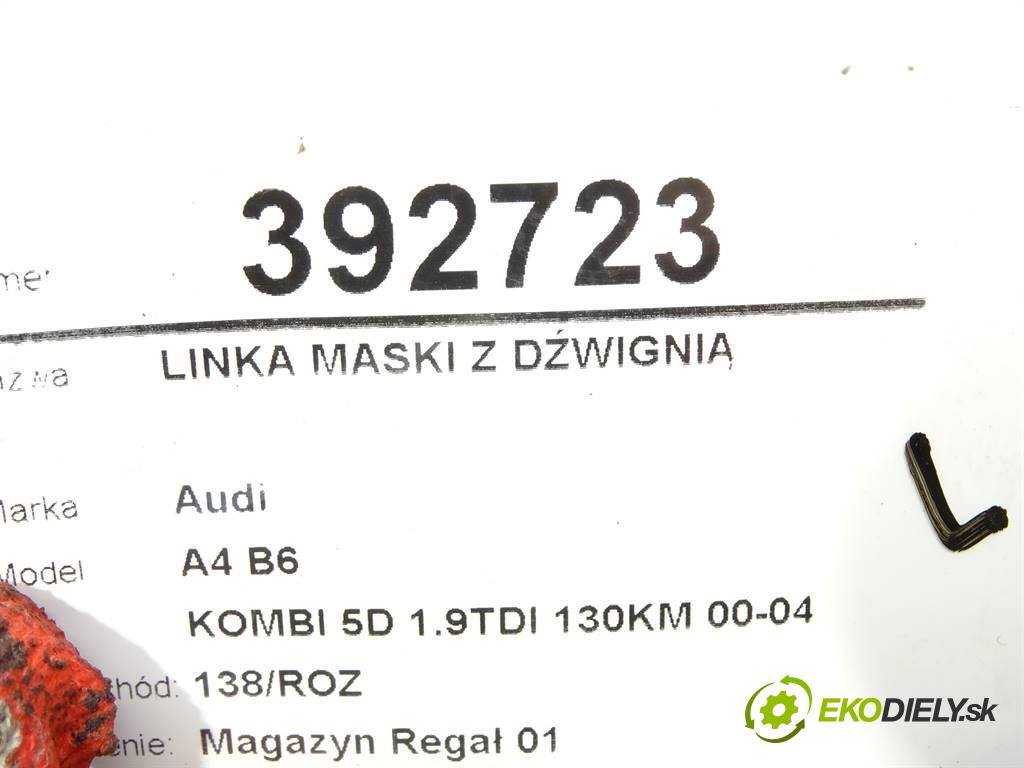 392723
LINKA MASKI Z DŹWIGNIĄ
Marka Audi
Model A4 B6
KOMBI 5D 1.9TDI 130KM 00-04
138/ROZ
Magazyn Regał 01
L
EKODIELY.sk